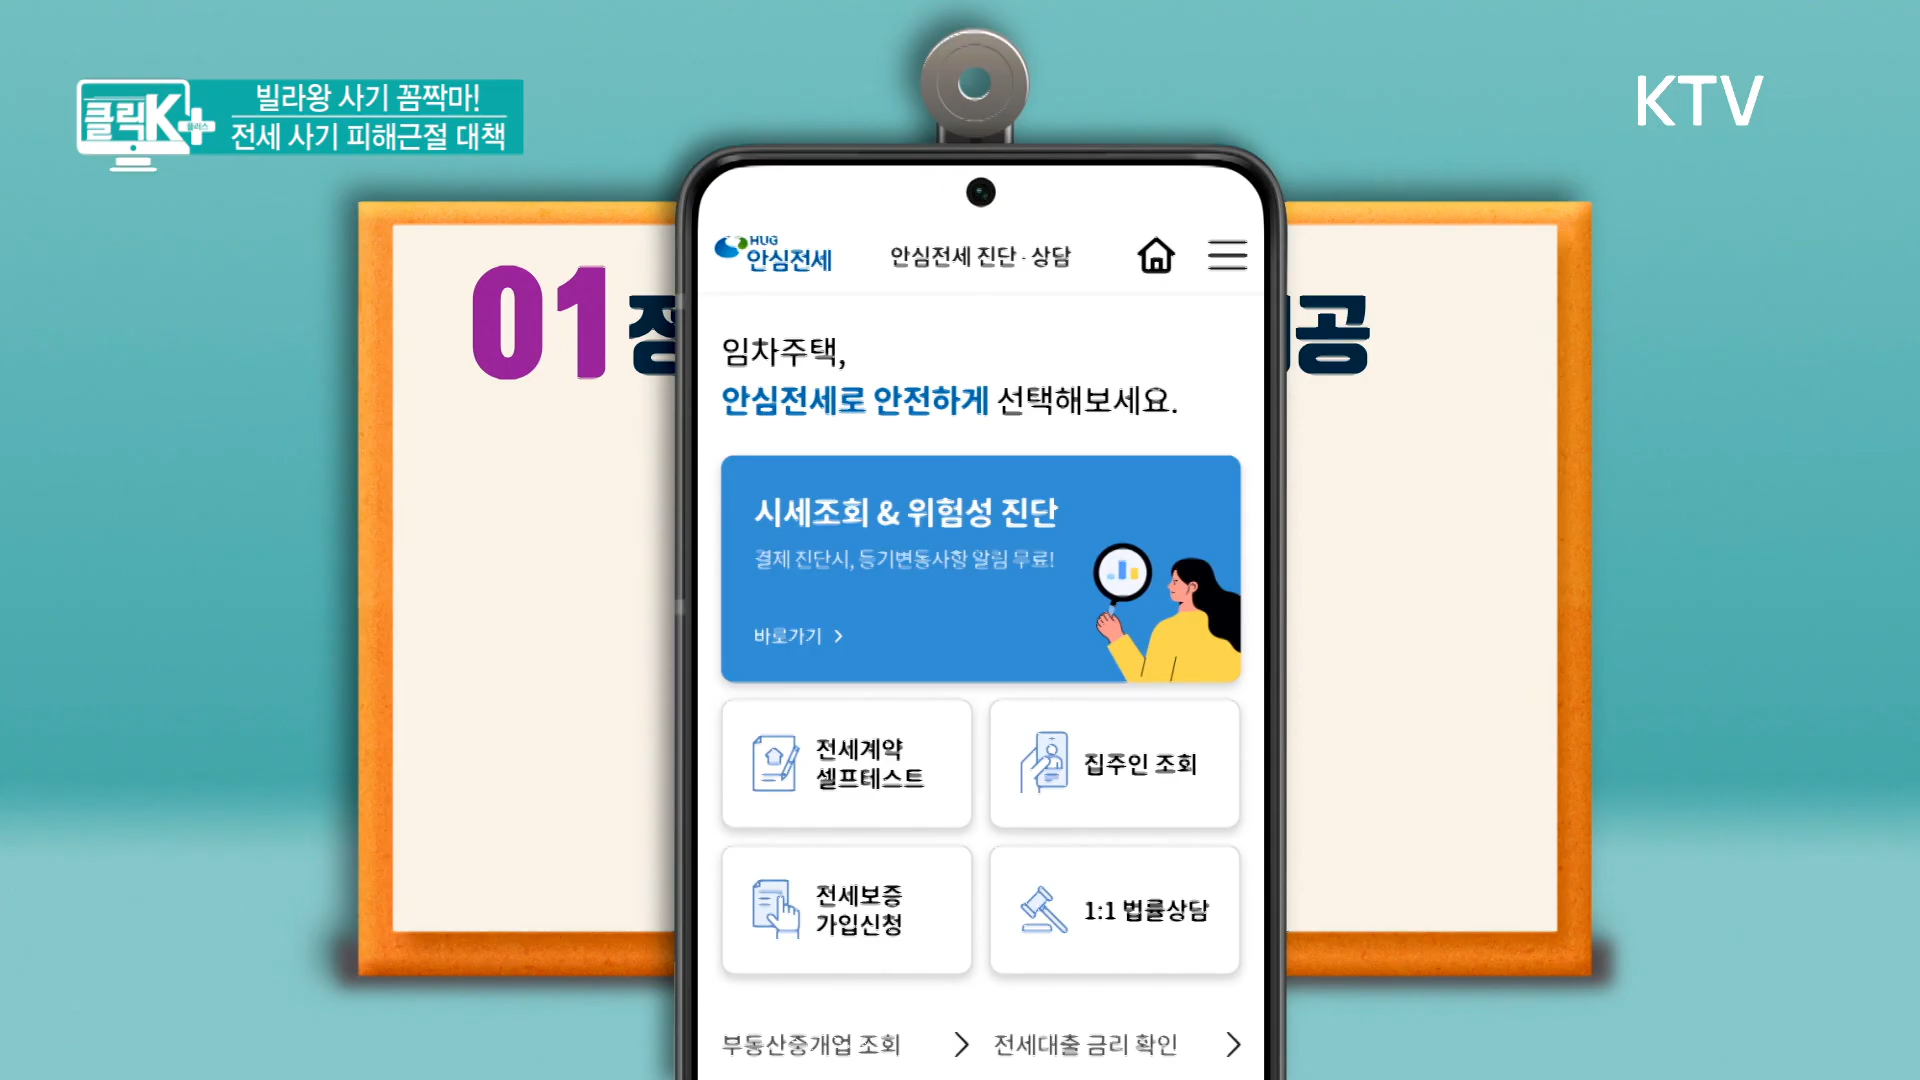 클릭K+
플러스
빌라왕 사기 꼼짝마!
전세 사기 피해근절 대책
KTV
01
공
HUG
안심전세
안심전세 진단 · 상담
임차주택,
안심전세로 안전하게 선택해보세요.
시세조회 & 위험성 진단
결제 진단시, 등기변동사항 알림 무료!
바로가기
전세계약
셀프테스트
집주인 조회
전세보증
가입신청
1:1 법률상담
부동산중개업 조회
전세대출 금리 확인